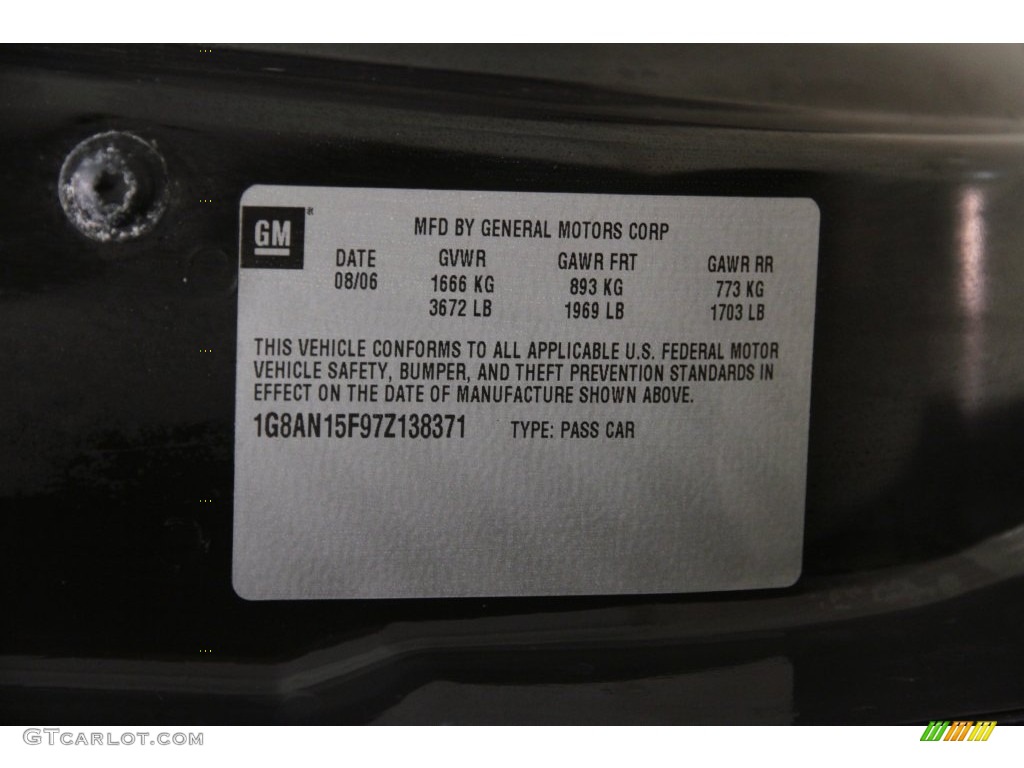 GM®
MFD BY GENERAL MOTORS CORP
DATE GVWR GAWR FRT GAWR RR
08/06 1666 KG 893 KG 773 KG
3672 LB 1969 LB 1703 LB
THIS VEHICLE CONFORMS TO ALL APPLICABLE U.S. FEDERAL MOTOR
VEHICLE SAFETY, BUMPER, AND THEFT PREVENTION STANDARDS IN
EFFECT ON THE DATE OF MANUFACTURE SHOWN ABOVE.
1G8AN15F97Z138371 TYPE: PASS CAR
GTCARLOT.COM